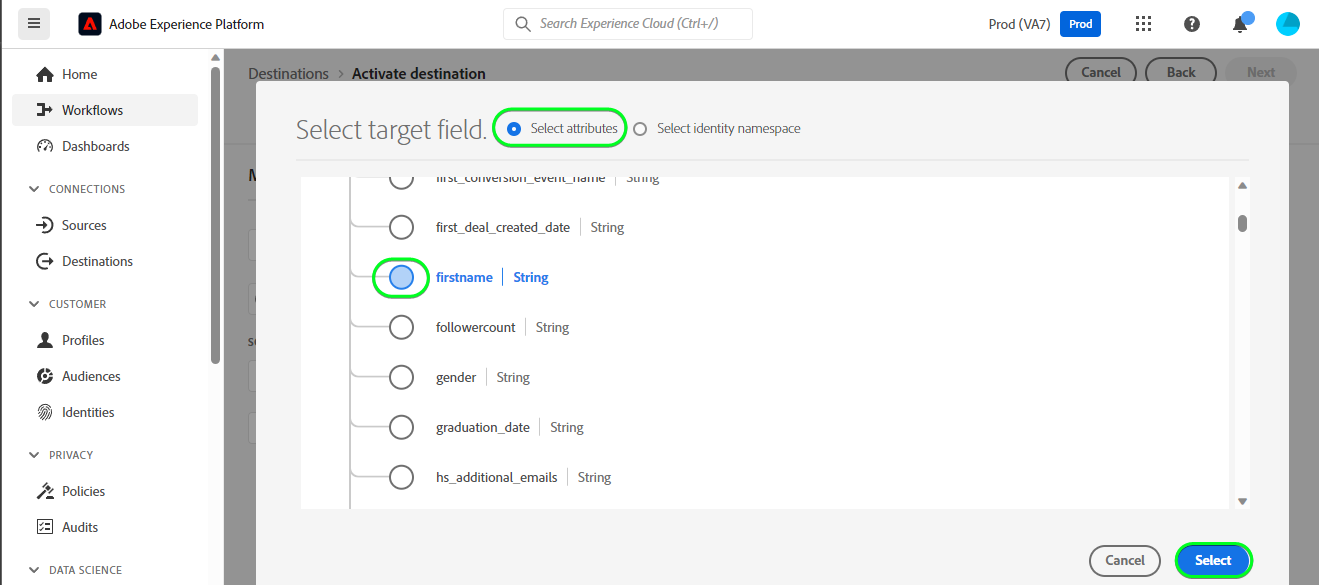 Adobe Experience Platform
Search Experience Cloud (Ctrl+/)
Prod (VA7)
Prod
Home
Workflows
Dashboards
CONNECTIONS
Sources
Destinations
CUSTOMER
Profiles
Audiences
Identities
PRIVACY
Policies
Audits
DATA SCIENCE
Destinations > Activate destination
Cancel
Back
Next
Select target field.
Select attributes
Select identity namespace
first_conversion_event_name | String
first_deal_created_date | String
firstname | String
followercount | String
gender | String
graduation_date | String
hs_additional_emails | String
Cancel
Select